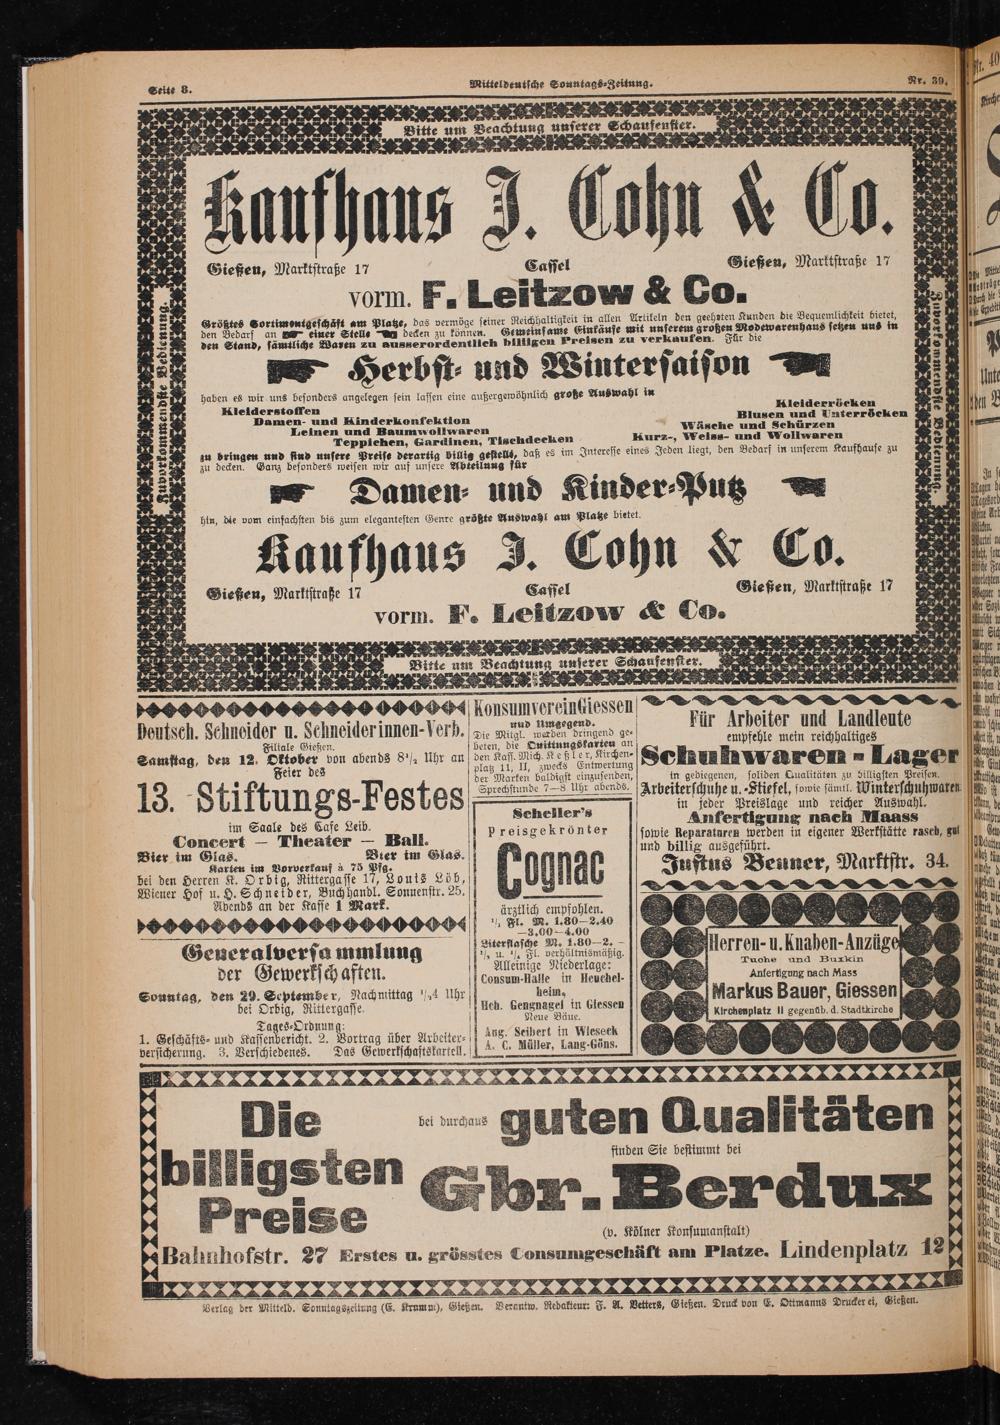 Seite 8.
Mitteldeutsche Sonntags-Zeitung.
Nr. 39.
Bitte um Beachtung unserer Schaufenster.
Zuvorkommendste Bedienung.
Zuvorkommendste Bedienung.
Kaufhaus J. Cohn & Co.
Gießen, Marktstraße 17 Cassel Gießen, Marktstraße 17
vorm. F. Leitzow & Co.
Größtes Sortimentgeschäft am Platze, das vermöge seiner Reichhaltigkeit in allen Artikeln den geehrten Kunden die Bequemlichkeit bietet,
den Bedarf an ☛ einer Stelle ☚ decken zu können. Gemeinsame Einkäufe mit unserem großen Modewarenhaus setzen uns in
den Stand, sämtliche Waren zu ausserordentlich billigen Preisen zu verkaufen. Für die
☛ Herbst- und Wintersaison ☚
haben es wir uns besonders angelegen sein lassen eine außergewöhnlich große Auswahl in
Kleiderstoffen
Damen- und Kinderkonfektion
Leinen und Baumwollwaren
Teppichen, Gardinen, Tischdecken
Kleiderröcken
Blusen und Unterröcken
Wäsche und Schürzen
Kurz-, Weiss- und Wollwaren
zu bringen und sind unsere Preise derartig billig gestellt, daß es im Interesse eines Jeden liegt, den Bedarf in unserem Kaufhause zu
zu decken. Ganz besonders weisen wir auf unsere Abteilung für
☛ Damen- und Kinder-Putz ☚
hin, die vom einfachsten bis zum elegantesten Genre größte Auswahl am Platze bietet.
Kaufhaus J. Cohn & Co.
Gießen, Marktstraße 17 Cassel Gießen, Marktstraße 17
vorm. F. Leitzow & Co.
Bitte um Beachtung unserer Schaufenster.
Deutsch. Schneider u. Schneiderinnen-Verb.
Filiale Gießen.
Samstag, den 12. Oktober von abends 8½ Uhr an
Feier des
13. Stiftungs-Festes
im Saale des Cafe Leib.
Concert — Theater — Ball.
Bier im Glas. Bier im Glas.
Karten im Vorverkauf à 75 Pfg.
bei den Herren K. Orbig, Rittergasse 17, Louis Löb,
Wiener Hof u. H. Schneider, Buchhandl. Sonnenstr. 25.
Abends an der Kasse 1 Mark.
Generalversammlung
der Gewerkschaften.
Sonntag, den 29. September, Nachmittag ½4 Uhr
bei Orbig, Rittergasse.
Tages-Ordnung:
1. Geschäfts- und Kassenbericht. 2. Vortrag über Arbeiter-
versicherung. 3. Verschiedenes. Das Gewerkschaftskartell.
Konsumverein Giessen
und Umgegend.
Die Mitgl. werden dringend ge-
beten, die Quittungskarten an
den Kass. Mich. Keßler, Kirchen-
platz 11, II, zwecks Entwertung
der Marken baldigst einzusenden,
Sprechstunde 7—8 Uhr abends.
Scheller's
Preisgekrönter
Cognac
ärztlich empfohlen.
¹/₁ Fl. M. 1.80—2.40
—3.00—4.00
Literflasche M. 1.80—2. –
½ u. ¼ Fl. verhältnismäßig.
Alleinige Niederlage:
Consum-Halle in Heuchel-
heim,
Hch. Gengnagel in Giessen
Neue Bäue.
Aug. Seibert in Wieseck
A. C. Müller, Lang-Göns.
Für Arbeiter und Landleute
empfehle mein reichhaltiges
Schuhwaren-Lager
in gediegenen, soliden Qualitäten zu billigsten Preisen.
Arbeiterschuhe u. -Stiefel, sowie sämtl. Winterschuhwaren
in jeder Preislage und reicher Auswahl.
Anfertigung nach Maass
sowie Reparaturen werden in eigener Werkstätte rasch, gut
und billig ausgeführt.
Justus Benner, Marktstr. 34.
Herren- u. Knaben-Anzüge
Tuche und Buxkin
Anfertigung nach Mass
Markus Bauer, Giessen
Kirchenplatz 11 gegenüb. d. Stadtkirche
Die
billigsten
Preise
bei durchaus guten Qualitäten
finden Sie bestimmt bei
Gbr. Berdux
(v. Kölner Konsumanstalt)
Bahnhofstr. 27 Erstes u. grösstes Consumgeschäft am Platze. Lindenplatz 12
Verlag der Mitteld. Sonntagszeitung (E. Krumm), Gießen. Verantw. Redakteur: F. A. Vetters, Gießen. Druck von E. Ottmanns Druckerei, Gießen.